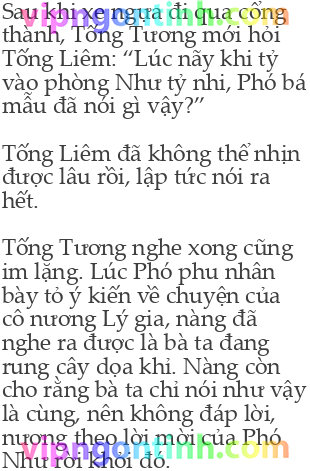 Sau khi xe ngựa đi qua cổng
thành, Tống Tương mới hỏi
Tống Liêm: “Lúc nãy khi tỷ
vào phòng Như tỷ nhi, Phó bá
mẫu đã nói gì vậy?”

Tống Liêm đã không thể nhịn
được lâu rồi, lập tức nói ra
hết.

Tống Tương nghe xong cũng
im lặng. Lúc Phó phu nhân
bày tỏ ý kiến về chuyện của
cô nương Lý gia, nàng đã
nghe ra được là bà ta đang
rung cây dọa khỉ. Nàng còn
cho rằng bà ta chỉ nói như vậy
là cùng, nên không đáp lời,
nương theo lời mời của Phó
Như rời khỏi đó.
vipngontinh.com
vipngontinh.com